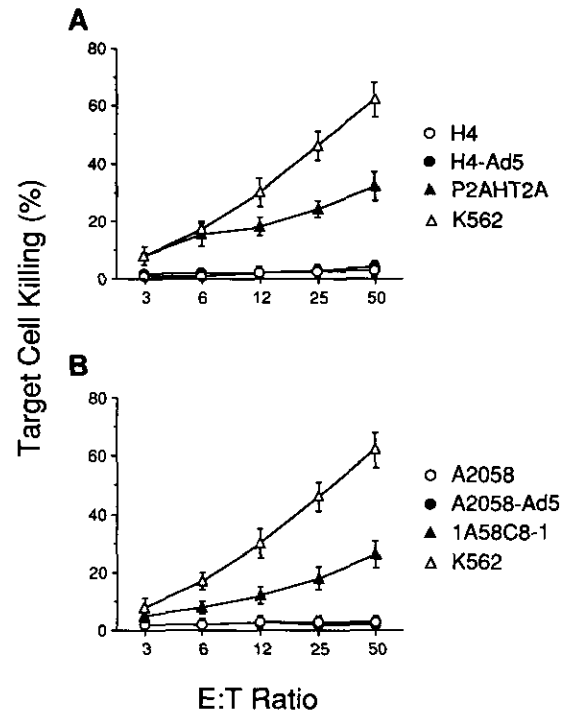 A
80
60
40
20
0
3 6 12 25 50
H4
H4-Ad5
P2AHT2A
K562
Target Cell Killing (%)
B
80
60
40
20
0
3 6 12 25 50
A2058
A2058-Ad5
1A58C8-1
K562
E:T Ratio